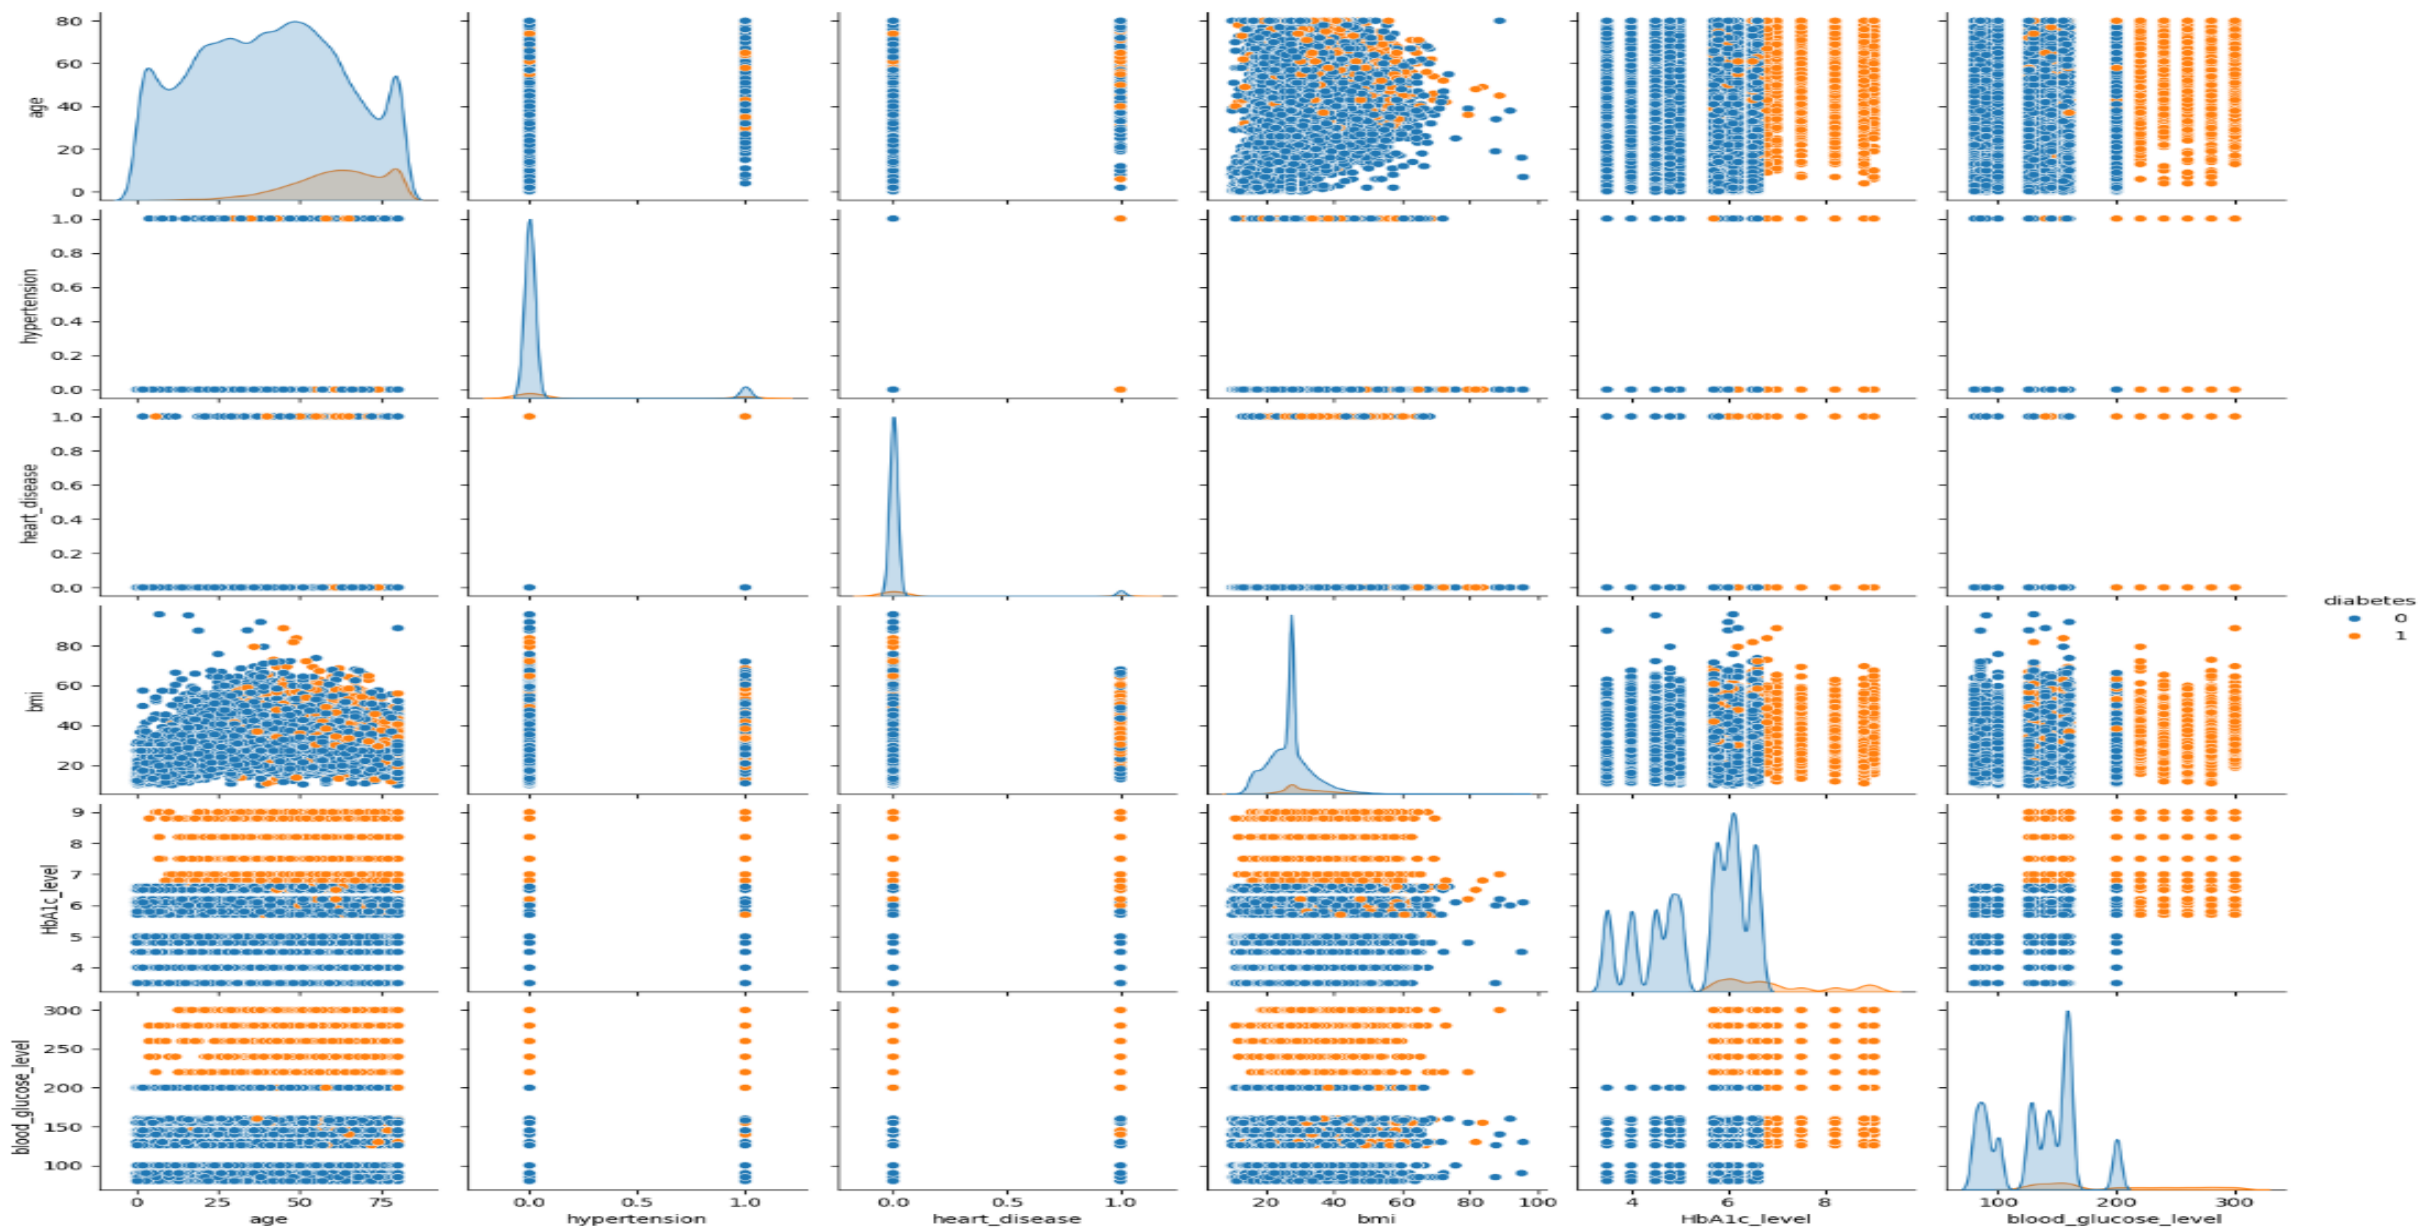 80
60
40
20
0
age
1.0
0.8
0.6
0.4
0.2
0.0
hypertension
1.0
0.8
0.6
0.4
0.2
0.0
heart_disease
80
60
40
20
bmi
9
8
7
6
5
4
HbA1c_level
300
250
200
150
100
blood_glucose_level
0 25 50 75
age
0.0 0.5 1.0
hypertension
0.0 0.5 1.0
heart_disease
20 40 60 80 100
bmi
4 6 8
HbA1c_level
100 200 300
blood_glucose_level
diabetes
0
1